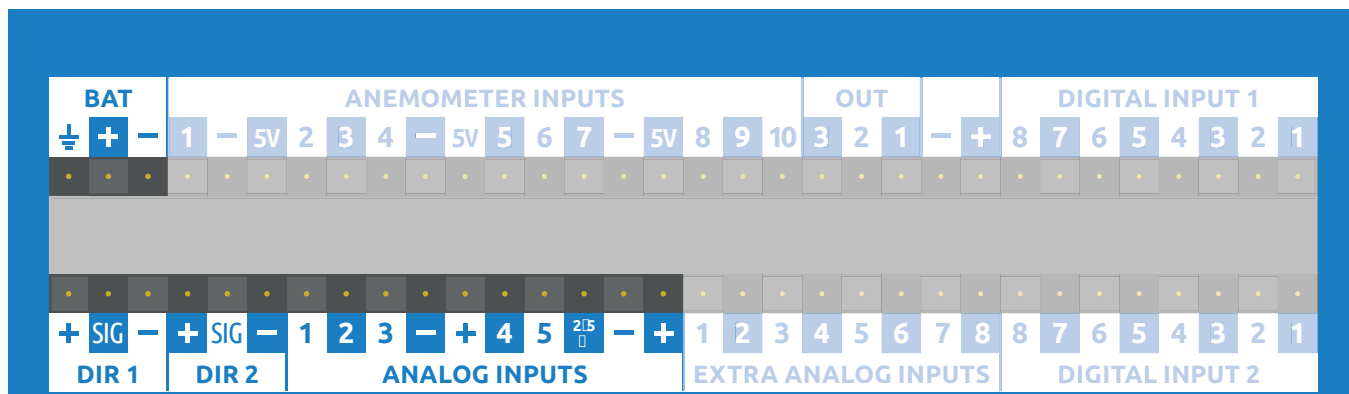 BAT ANEMOMETER INPUTS OUT DIGITAL INPUT 1
+ − 1 − 5V 2 3 4 − 5V 5 6 7 − 5V 8 9 10 3 2 1 − + 8 7 6 5 4 3 2 1
+ SIG − + SIG − 1 2 3 − + 4 5 − + 1 2 3 4 5 6 7 8 8 7 6 5 4 3 2 1
DIR 1 DIR 2 ANALOG INPUTS EXTRA ANALOG INPUTS DIGITAL INPUT 2